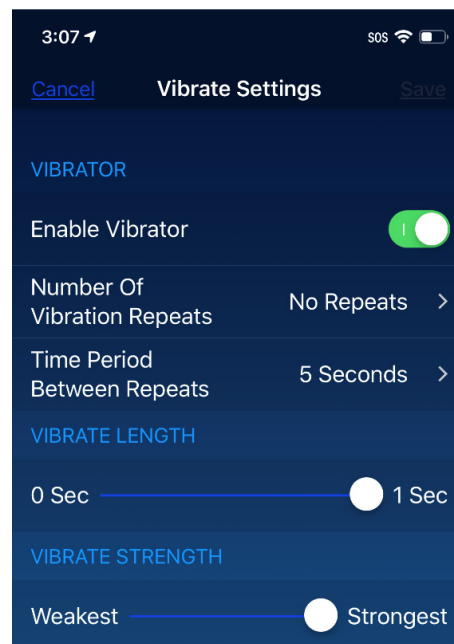 3:07 SOS
Cancel Vibrate Settings Save
VIBRATOR
Enable Vibrator
Number Of
Vibration Repeats No Repeats >
Time Period
Between Repeats 5 Seconds >
VIBRATE LENGTH
0 Sec 1 Sec
VIBRATE STRENGTH
Weakest Strongest